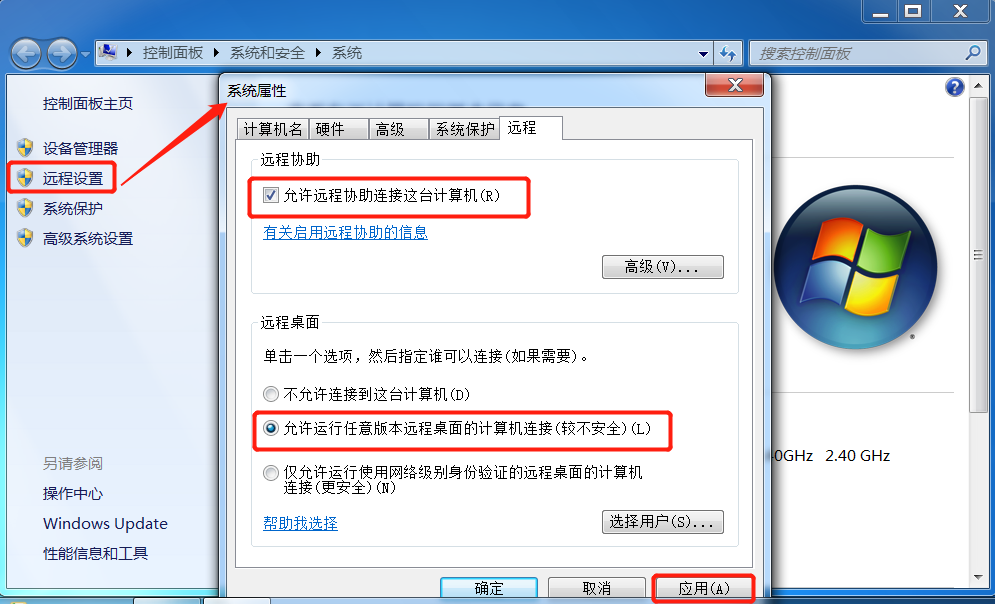 控制面板 ▸ 系统和安全 ▸ 系统
搜索控制面板
控制面板主页
设备管理器
远程设置
系统保护
高级系统设置
另请参阅
操作中心
Windows Update
性能信息和工具
系统属性
计算机名 硬件 高级 系统保护 远程
远程协助
允许远程协助连接这台计算机(R)
有关启用远程协助的信息
高级(V)...
远程桌面
单击一个选项，然后指定谁可以连接(如果需要)。
不允许连接到这台计算机(D)
允许运行任意版本远程桌面的计算机连接(较不安全)(L)
仅允许运行使用网络级别身份验证的远程桌面的计算机
连接(更安全)(N)
帮助我选择
选择用户(S)...
确定 取消 应用(A)
0GHz 2.40 GHz